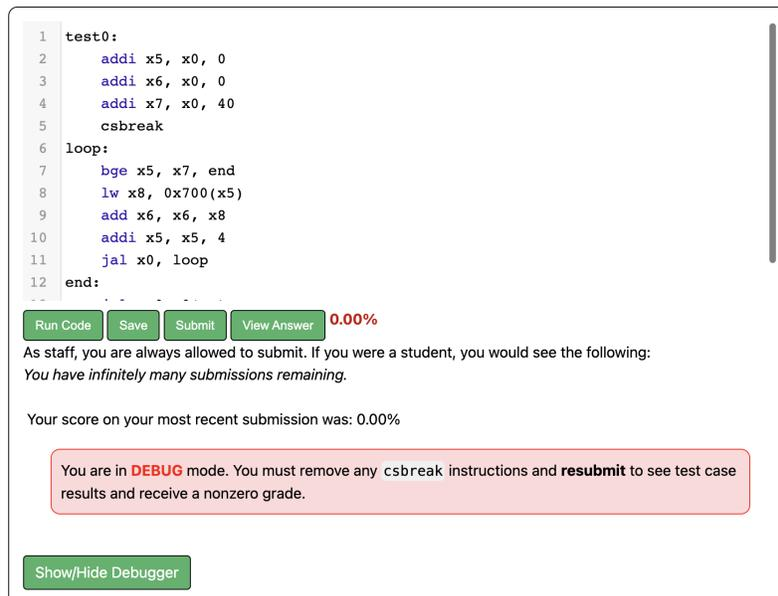 1 test0:
2 addi x5, x0, 0
3 addi x6, x0, 0
4 addi x7, x0, 40
5 csbreak
6 loop:
7 bge x5, x7, end
8 lw x8, 0x700(x5)
9 add x6, x6, x8
10 addi x5, x5, 4
11 jal x0, loop
12 end:
Run Code Save Submit View Answer 0.00%
As staff, you are always allowed to submit. If you were a student, you would see the following:
You have infinitely many submissions remaining.
Your score on your most recent submission was: 0.00%
You are in DEBUG mode. You must remove any csbreak instructions and resubmit to see test case
results and receive a nonzero grade.
Show/Hide Debugger